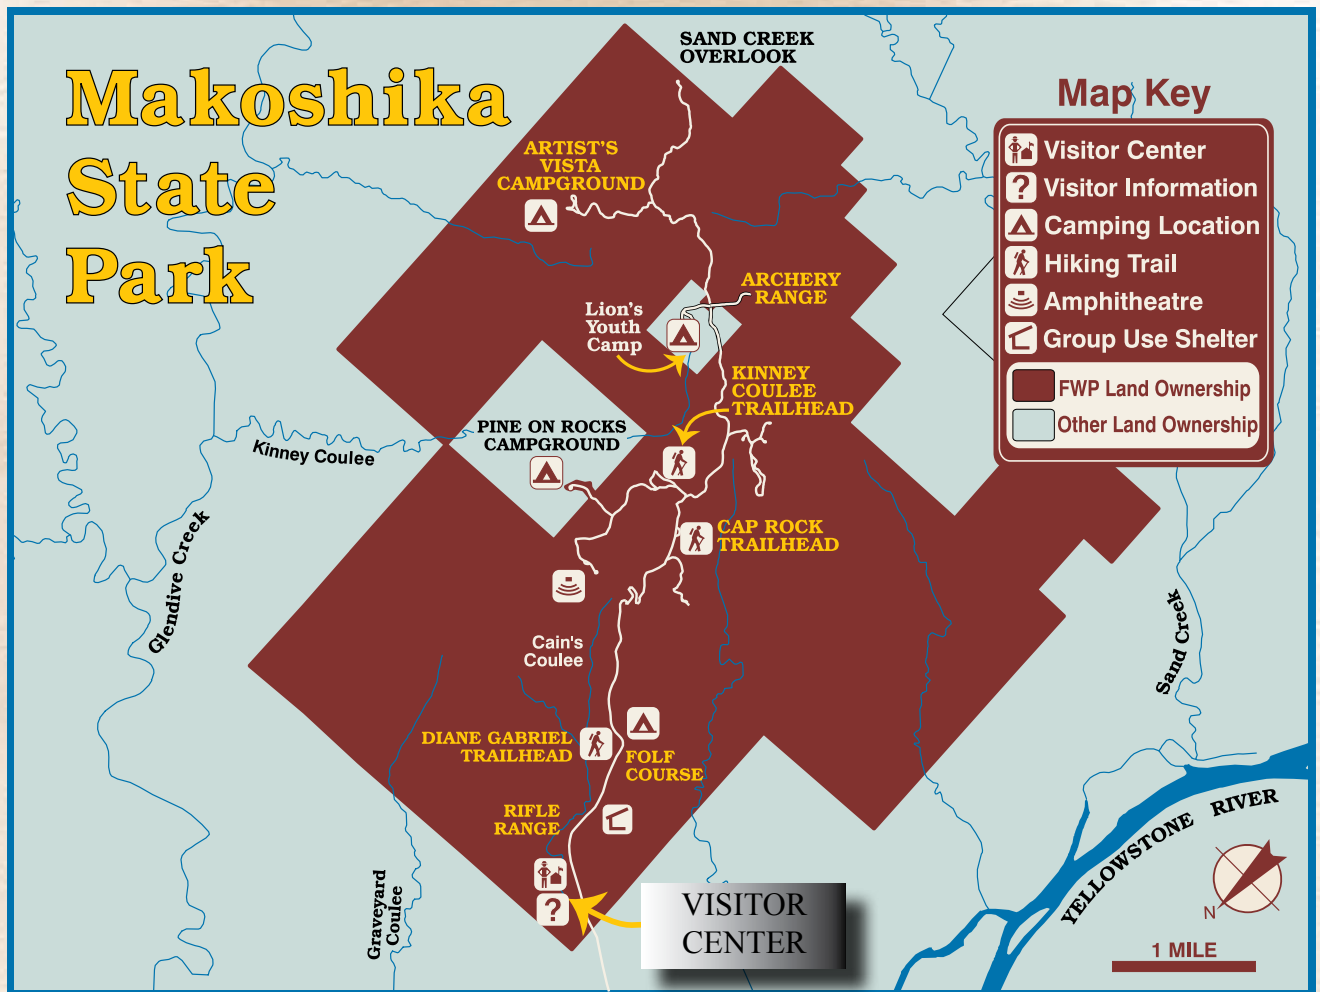 Makoshika
State
Park
SAND CREEK
OVERLOOK
ARTIST'S
VISTA
CAMPGROUND
ARCHERY
RANGE
Lion's
Youth
Camp
KINNEY
COULEE
TRAILHEAD
PINE ON ROCKS
CAMPGROUND
Kinney Coulee
CAP ROCK
TRAILHEAD
Glendive Creek
Cain's
Coulee
Sand Creek
DIANE GABRIEL
TRAILHEAD
FOLF
COURSE
RIFLE
RANGE
Graveyard
Coulee
?
VISITOR
CENTER
YELLOWSTONE RIVER
N
1 MILE
Map Key
Visitor Center
? Visitor Information
Camping Location
Hiking Trail
Amphitheatre
Group Use Shelter
FWP Land Ownership
Other Land Ownership